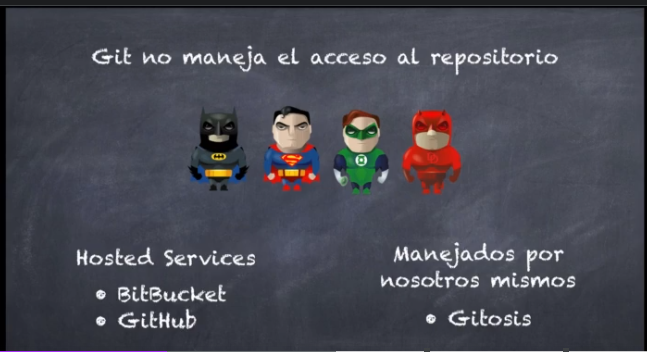 Git no maneja el acceso al repositorio
Hosted Services
BitBucket
GitHub
Manejados por
nosotros mismos
Gitosis